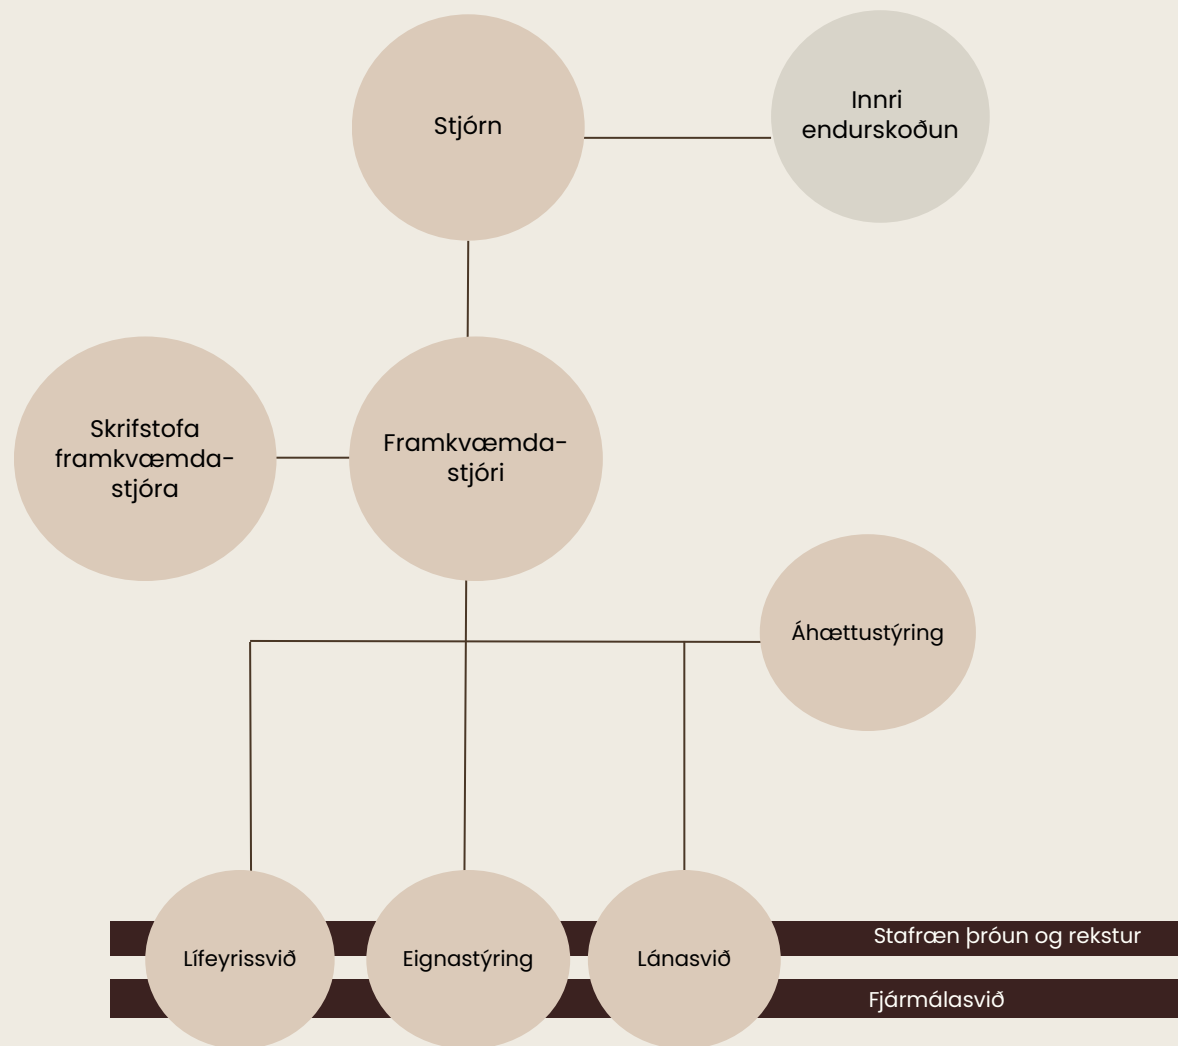 Stjórn
Innri
endurskoðun
Skrifstofa
framkvæmda-
stjóra
Framkvæmda-
stjóri
Áhættustýring
Lífeyrissvið
Eignastýring
Lánasvið
Stafræn þróun og rekstur
Fjármálasvið